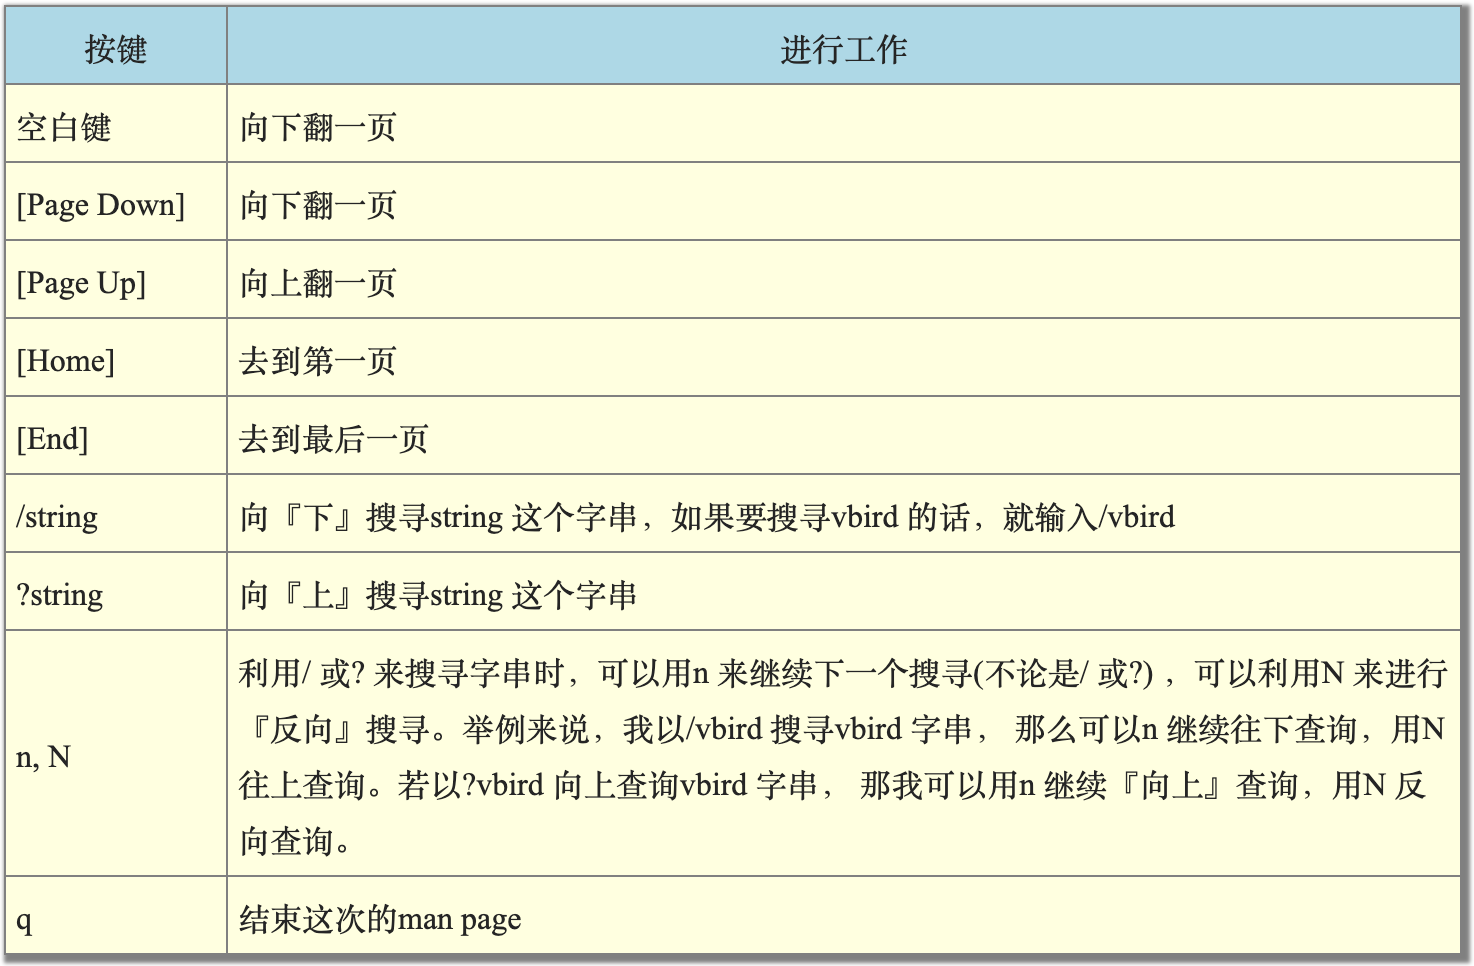 按键 进行工作
空白键 向下翻一页
[Page Down] 向下翻一页
[Page Up] 向上翻一页
[Home] 去到第一页
[End] 去到最后一页
/string 向『下』搜寻string 这个字串，如果要搜寻vbird 的话，就输入/vbird
?string 向『上』搜寻string 这个字串
n, N
利用/ 或? 来搜寻字串时，可以用n 来继续下一个搜寻(不论是/ 或?) ，可以利用N 来进行
『反向』搜寻。举例来说，我以/vbird 搜寻vbird 字串， 那么可以n 继续往下查询，用N
往上查询。若以?vbird 向上查询vbird 字串， 那我可以用n 继续『向上』查询，用N 反
向查询。
q 结束这次的man page